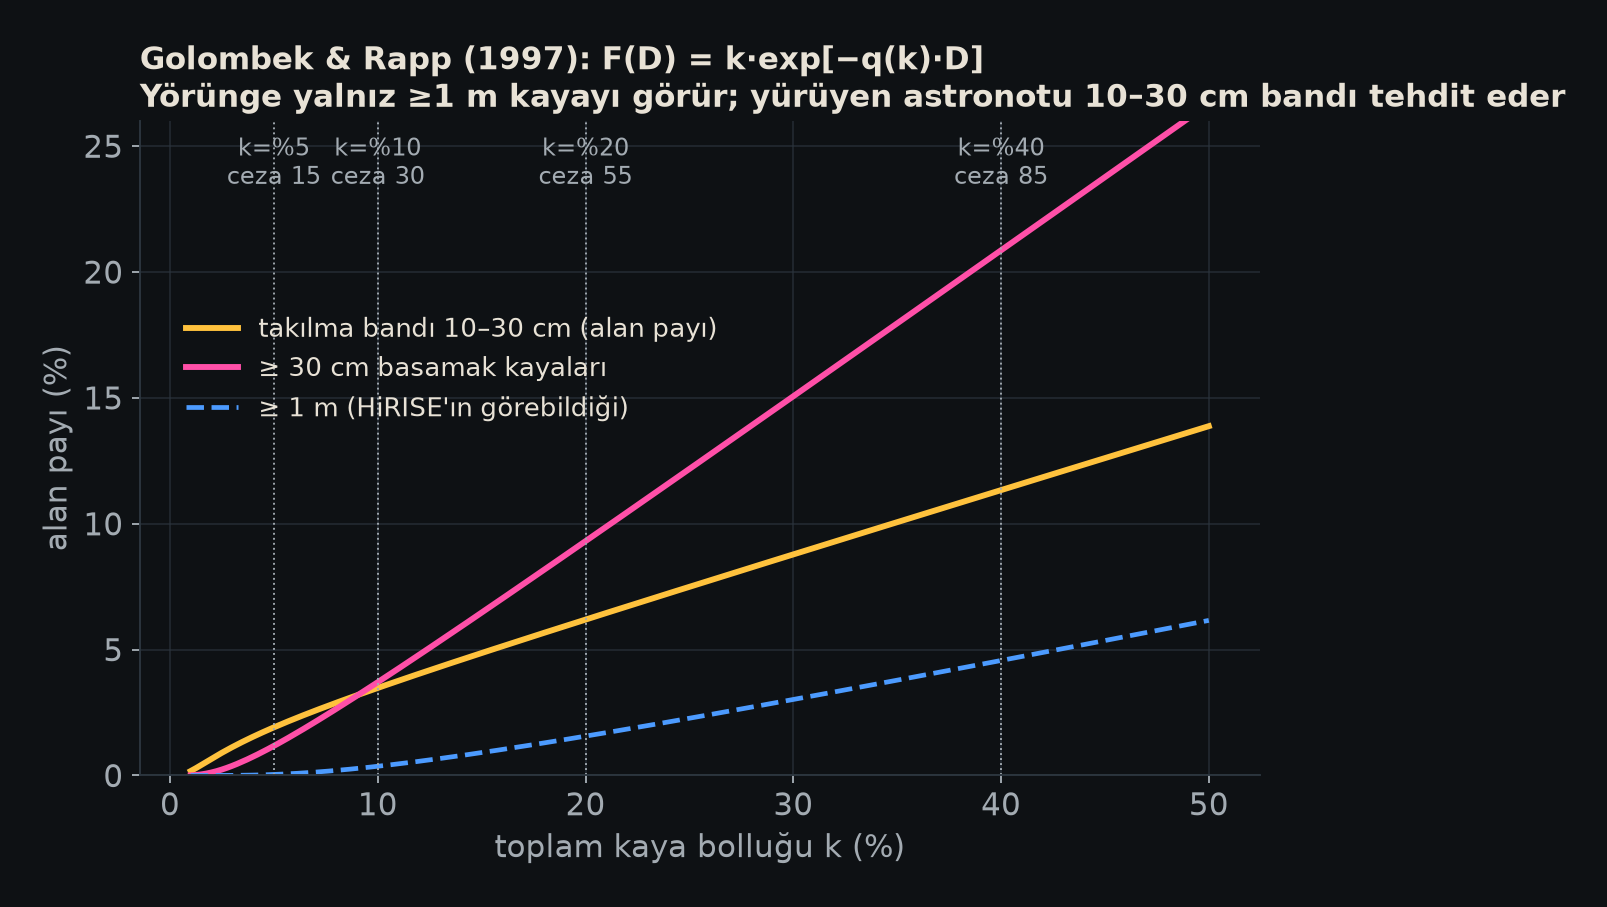 Golombek & Rapp (1997): F(D) = k·exp[−q(k)·D]
Yörünge yalnız ≥1 m kayayı görür; yürüyen astronotu 10–30 cm bandı tehdit eder
k=%5
ceza 15
k=%10
ceza 30
k=%20
ceza 55
k=%40
ceza 85
takılma bandı 10–30 cm (alan payı)
≥ 30 cm basamak kayaları
≥ 1 m (HiRISE'ın görebildiği)
alan payı (%)
25
20
15
10
5
0
0 10 20 30 40 50
toplam kaya bolluğu k (%)